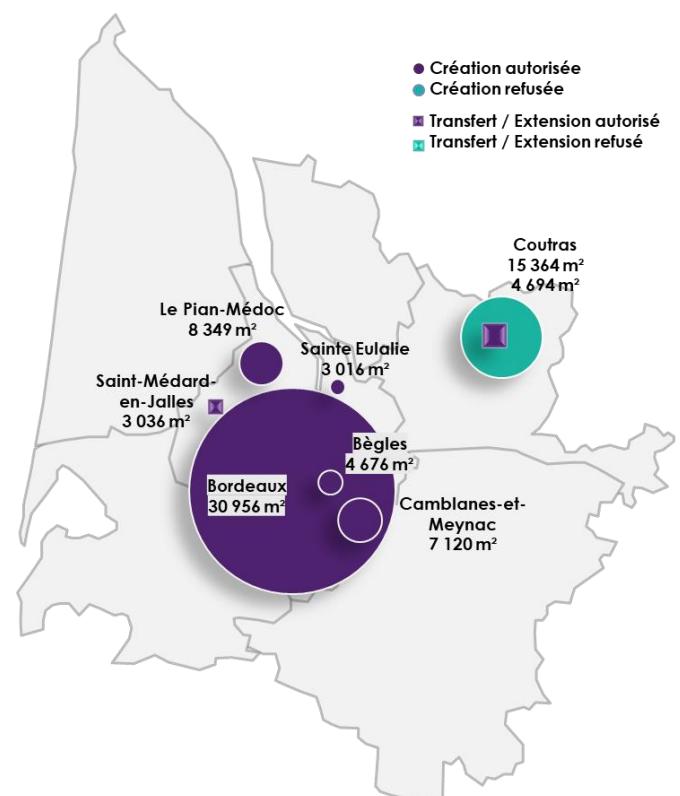 Création autorisée
Création refusée
Transfert / Extension autorisé
Transfert / Extension refusé
Coutras
15 364 m²
4 694 m²
Le Pian-Médoc
8 349 m²
Sainte Eulalie
3 016 m²
Saint-Médard-
en-Jalles
3 036 m²
Bègles
4 676 m²
Bordeaux
30 956 m²
Camblanes-et-
Meynac
7 120 m²